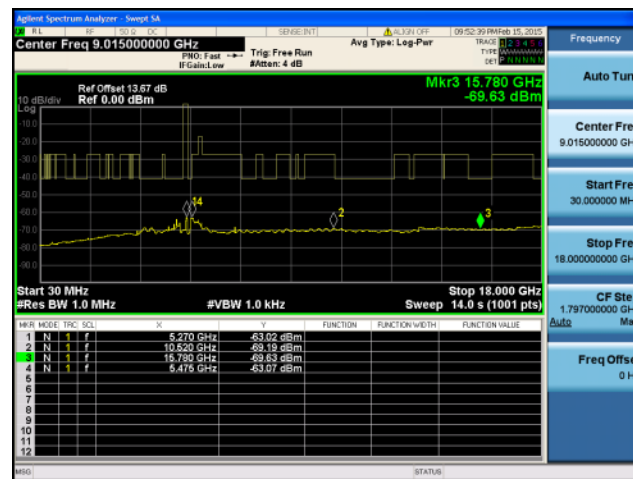 Agilent Spectrum Analyzer - Swept SA
RL RF 50 Ω DC SENSE:INT ALIGN OFF 09:52:39 PM Feb 15, 2015
Center Freq 9.015000000 GHz
PNO: Fast
IFGain:Low
Trig: Free Run
#Atten: 4 dB
Avg Type: Log-Pwr
TRACE 1 2 3 4 5 6
TYPE
DET P N N N N N
Ref Offset 13.67 dB
10 dB/div Ref 0.00 dBm
Log
Mkr3 15.780 GHz
-69.63 dBm
-10.0
-20.0
-30.0
-40.0
-50.0
-60.0
-70.0
-80.0
14
2
3
Start 30 MHz Stop 18.000 GHz
#Res BW 1.0 MHz #VBW 1.0 kHz Sweep 14.0 s (1001 pts)
MKR MODE TRC SCL X Y FUNCTION FUNCTION WIDTH FUNCTION VALUE
1 N 1 f 5.270 GHz -63.02 dBm
2 N 1 f 10.520 GHz -69.19 dBm
3 N 1 f 15.780 GHz -69.63 dBm
4 N 1 f 5.475 GHz -63.07 dBm
5
6
7
8
9
10
11
12
MSG STATUS
Frequency
Auto Tun
Center Fre
9.015000000 GH
Start Fre
30.000000 MH
Stop Fre
18.000000000 GH
CF Ste
1.797000000 GH
Auto Ma
Freq Offse
0 H